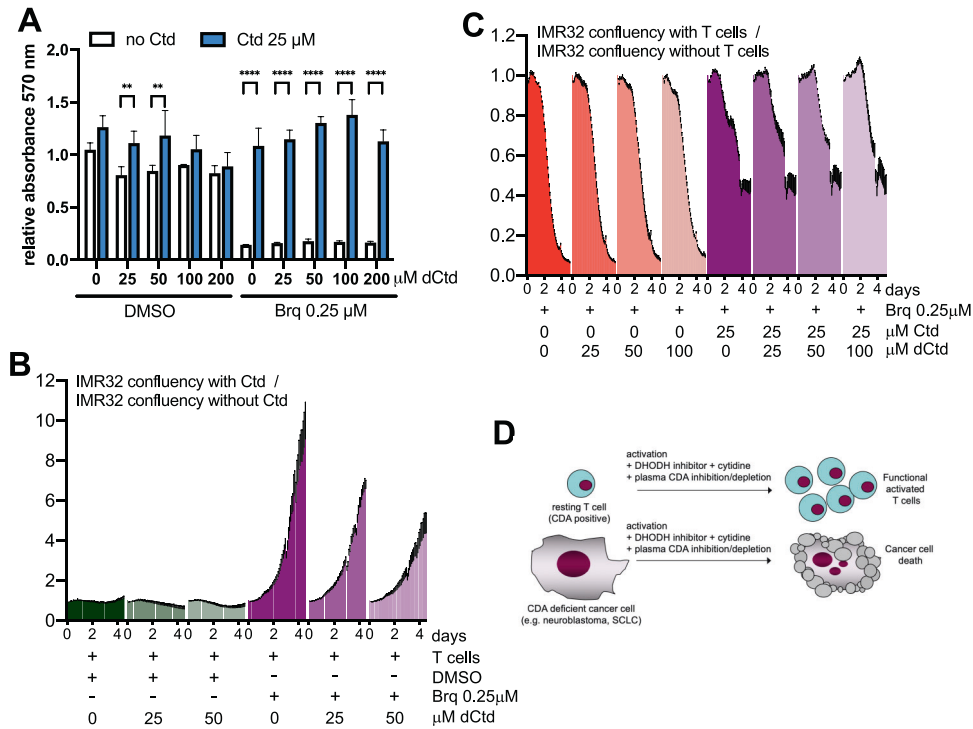 A
no Ctd
Ctd 25 μM
relative absorbance 570 nm
2.0
1.5
1.0
0.5
0.0
** ** **** **** **** **** ****
0 25 50 100 200 0 25 50 100 200 μM dCtd
DMSO
Brq 0.25 μM
B
IMR32 confluency with Ctd /
IMR32 confluency without Ctd
12
10
8
6
4
2
0
0 2 4 0 2 4 0 2 4 0 2 4 0 2 4 0 2 4 days
+ + + + + + T cells
+ + + - - - DMSO
- - - + + + Brq 0.25μM
0 25 50 0 25 50 μM dCtd
C
IMR32 confluency with T cells /
IMR32 confluency without T cells
1.2
1.0
0.8
0.6
0.4
0.2
0.0
0 2 4 0 2 4 0 2 4 0 2 4 0 2 4 0 2 4 0 2 4 0 2 4 days
+ + + + + + + + Brq 0.25μM
0 0 0 0 25 25 25 25 μM Ctd
0 25 50 100 0 25 50 100 μM dCtd
D
activation
+ DHODH inhibitor + cytidine
+ plasma CDA inhibition/depletion
resting T cell
(CDA positive)
Functional
activated
T cells
activation
+ DHODH inhibitor + cytidine
+ plasma CDA inhibition/depletion
Cancer cell
death
CDA deficient cancer cell
(e.g. neuroblastoma, SCLC)